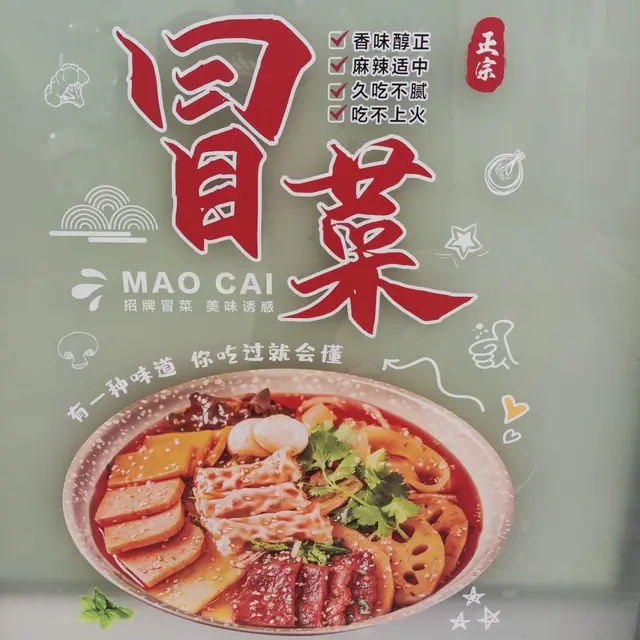 冒菜
香味醇正
麻辣适中
久吃不腻
吃不上火
正宗
MAO CAI
招牌冒菜 美味诱惑
有一种味道 你吃过就会懂